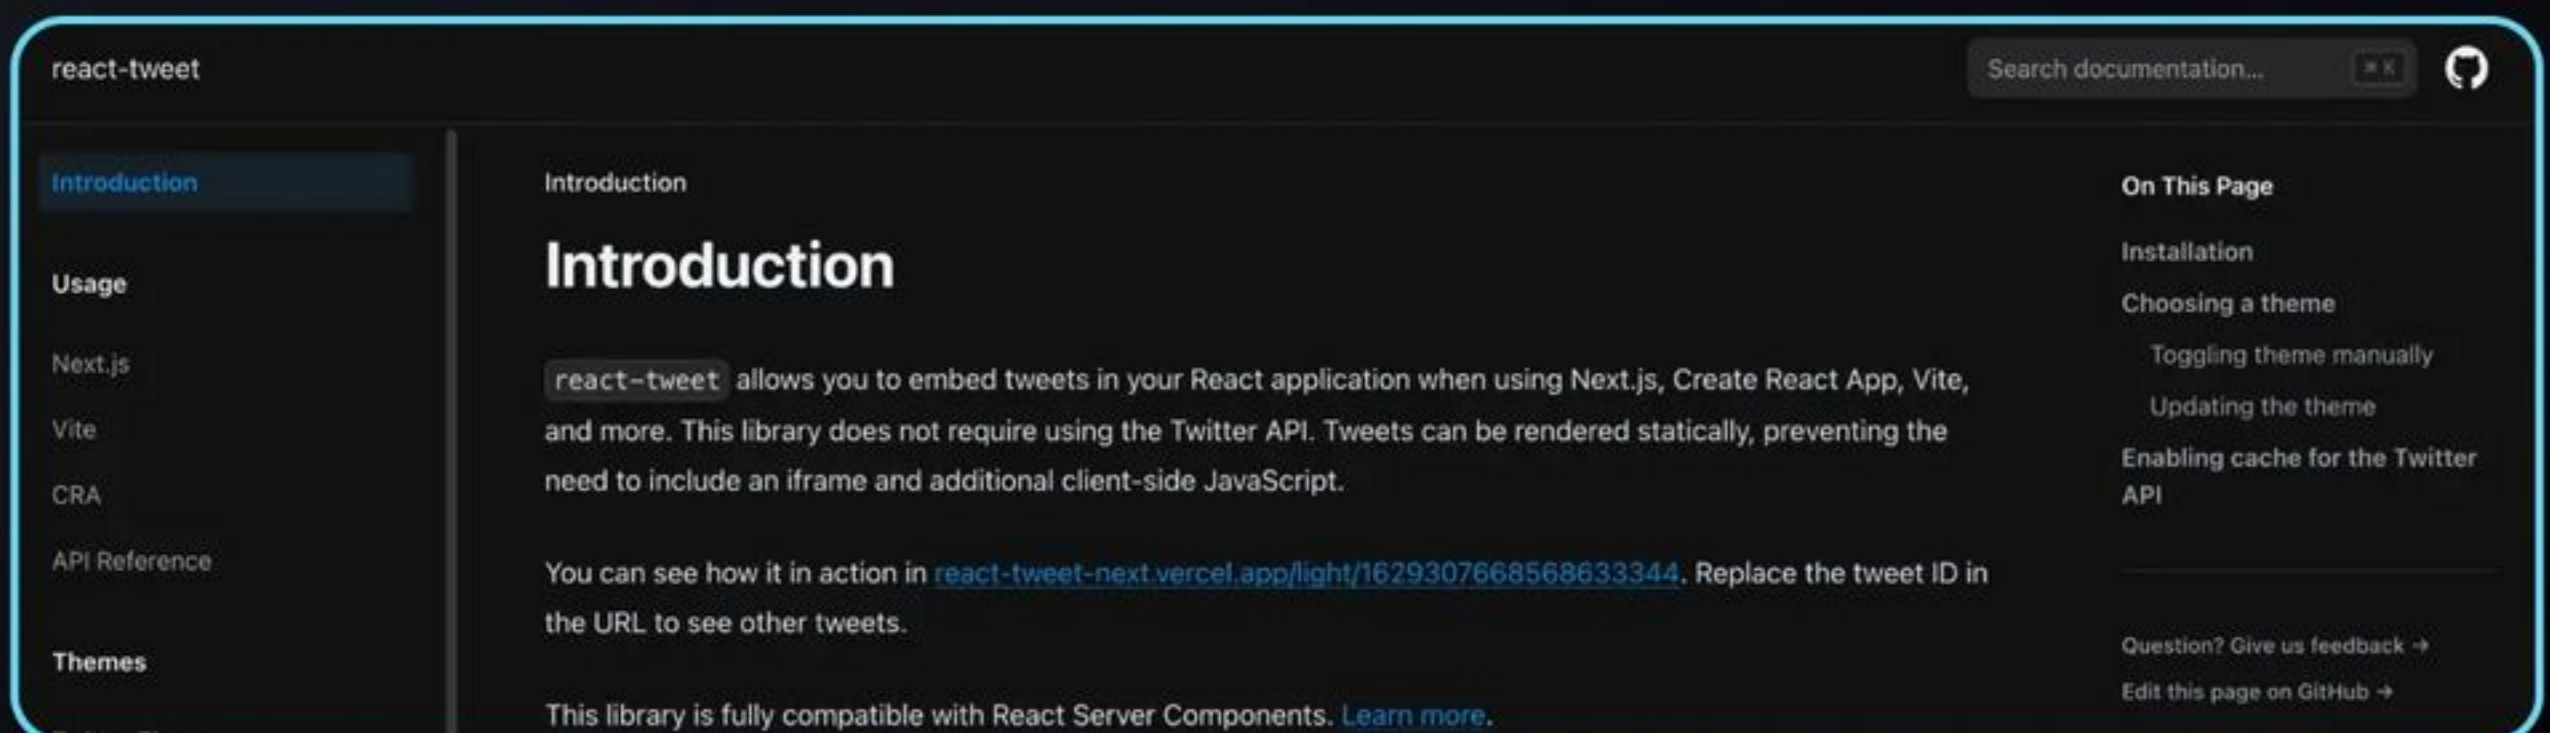 react-tweet
Search documentation...
⌘ K
Introduction
Usage
Next.js
Vite
CRA
API Reference
Themes
Introduction
Introduction
react-tweet allows you to embed tweets in your React application when using Next.js, Create React App, Vite,
and more. This library does not require using the Twitter API. Tweets can be rendered statically, preventing the
need to include an iframe and additional client-side JavaScript.
You can see how it in action in react-tweet-next.vercel.app/light/1629307668568633344. Replace the tweet ID in
the URL to see other tweets.
This library is fully compatible with React Server Components. Learn more.
On This Page
Installation
Choosing a theme
Toggling theme manually
Updating the theme
Enabling cache for the Twitter
API
Question? Give us feedback →
Edit this page on GitHub →